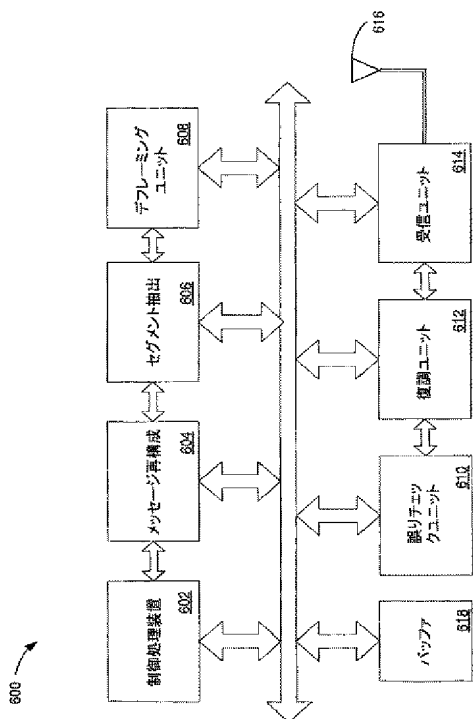 600
制御処理装置
602
メッセージ再構成
604
セグメント抽出
606
デフレーミング
ユニット
608
バッファ
618
誤りチェッ
クユニット
610
復調ユニット
612
受信ユニット
614
616